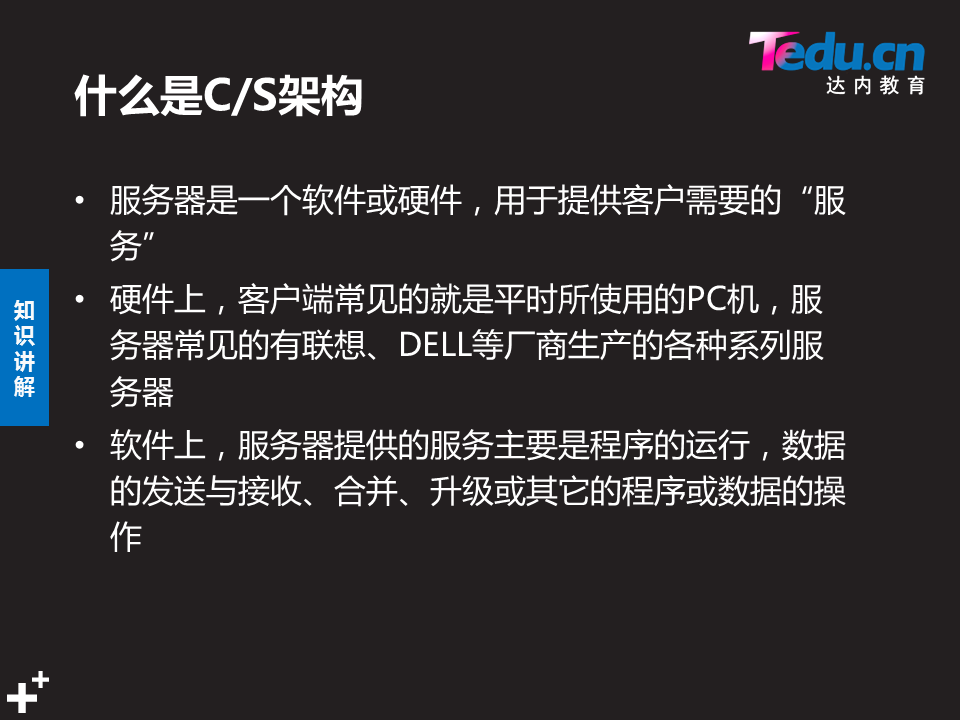 Tedu.cn
达内教育
什么是C/S架构
• 服务器是一个软件或硬件，用于提供客户需要的“服
务”
• 硬件上，客户端常见的就是平时所使用的PC机，服
务器常见的有联想、DELL等厂商生产的各种系列服
务器
• 软件上，服务器提供的服务主要是程序的运行，数据
的发送与接收、合并、升级或其它的程序或数据的操
作
知
识
讲
解